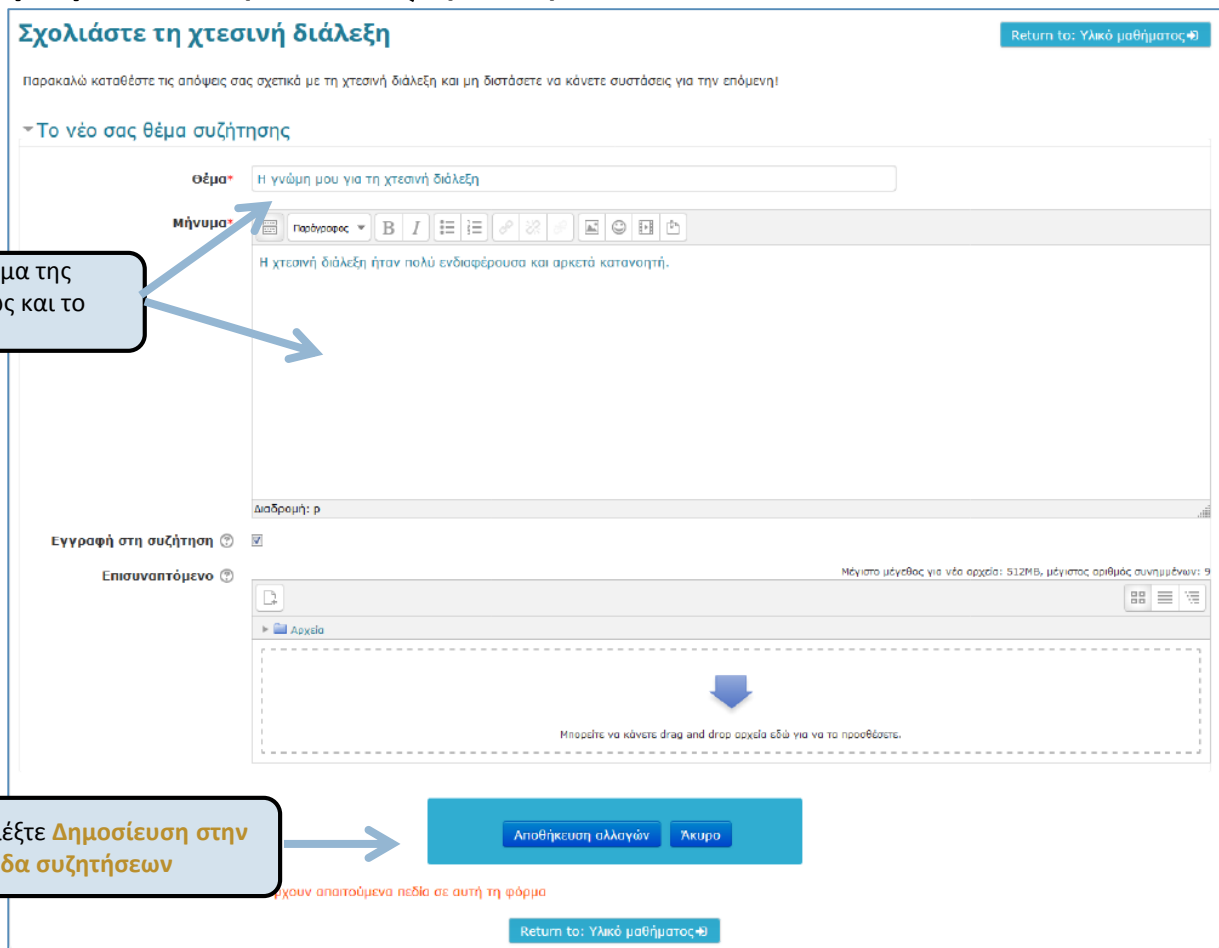 Σχολιάστε τη χτεσινή διάλεξη
Return to: Υλικό μαθήματος
Παρακαλώ καταθέστε τις απόψεις σας σχετικά με τη χτεσινή διάλεξη και μη διστάσετε να κάνετε συστάσεις για την επόμενη!
Το νέο σας θέμα συζήτησης
Θέμα* Η γνώμη μου για τη χτεσινή διάλεξη
Μήνυμα* Παράγραφος B I
Η χτεσινή διάλεξη ήταν πολύ ενδιαφέρουσα και αρκετά κατανοητή.
μα της
ς και το
Διαδρομή: p
Εγγραφή στη συζήτηση
Επισυναπτόμενο
Μέγιστο μέγεθος για νέα αρχεία: 512MB, μέγιστος αριθμός συνημμένων: 9
Αρχεία
Μπορείτε να κάνετε drag and drop αρχεία εδώ για να τα προσθέσετε.
έξτε Δημοσίευση στην
δα συζητήσεων
Αποθήκευση αλλαγών Άκυρο
ρχουν απαιτούμενα πεδία σε αυτή τη φόρμα
Return to: Υλικό μαθήματος